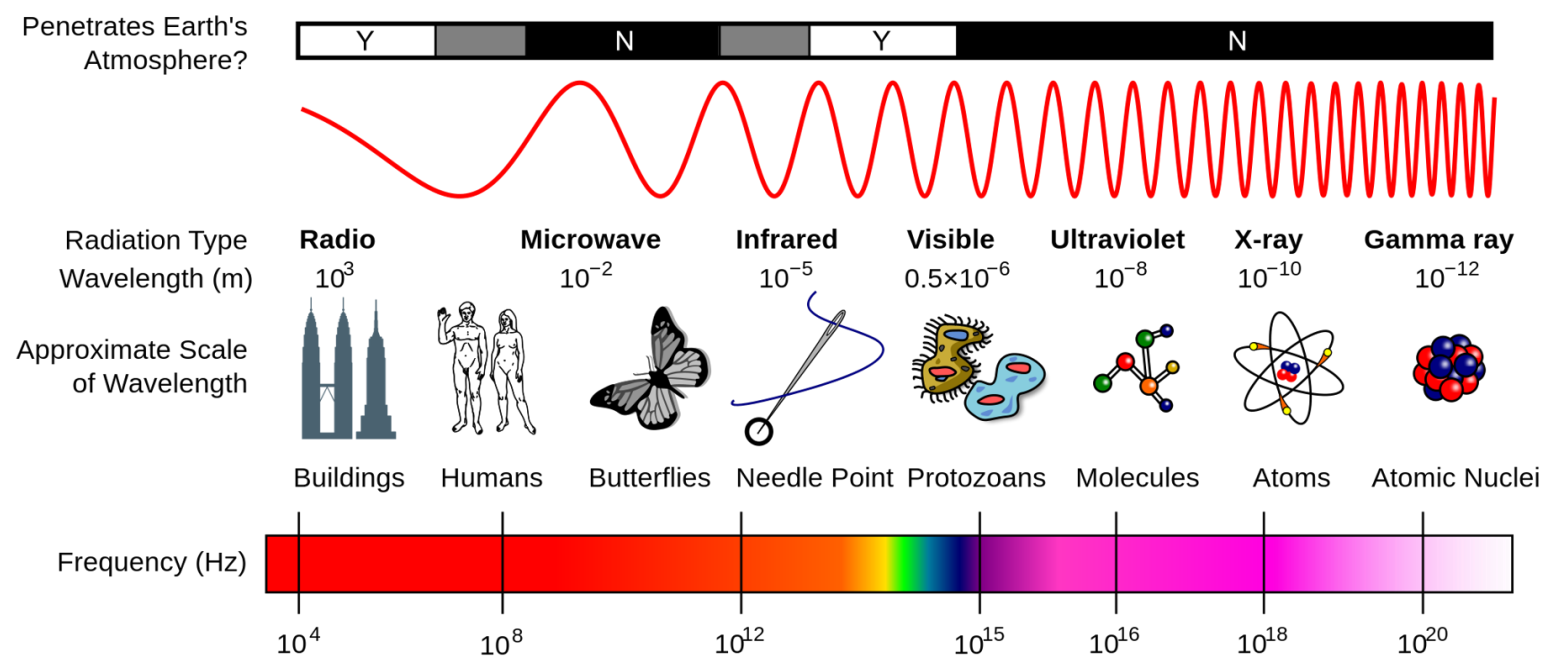 Penetrates Earth's
Atmosphere?
Y N Y N
Radiation Type Radio Microwave Infrared Visible Ultraviolet X-ray Gamma ray
Wavelength (m) 10³ 10⁻² 10⁻⁵ 0.5×10⁻⁶ 10⁻⁸ 10⁻¹⁰ 10⁻¹²
Approximate Scale
of Wavelength
Buildings Humans Butterflies Needle Point Protozoans Molecules Atoms Atomic Nuclei
Frequency (Hz)
10⁴ 10⁸ 10¹² 10¹⁵ 10¹⁶ 10¹⁸ 10²⁰